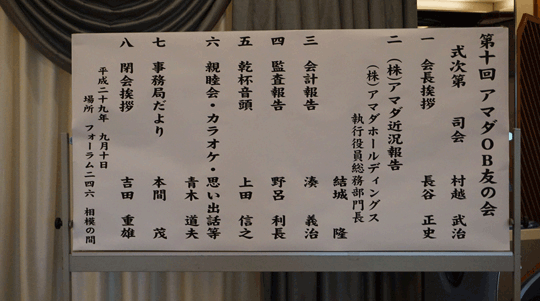 第十回 アマダOB友の会
式次第 司会 村越 武治
一 会長挨拶 長谷 正史
二 (株)アマダ近況報告
(株)アマダホールディングス
執行役員総務部門長
結城 隆
三 会計報告 湊 義治
四 監査報告 野呂 利長
五 乾杯音頭 上田 信之
六 親睦会・カラオケ・思い出話等
青木 道夫
七 事務局だより 本間 茂
八 閉会挨拶 吉田 重雄
平成二十九年 九月十日
場所 フォーラム二四六 相模の間